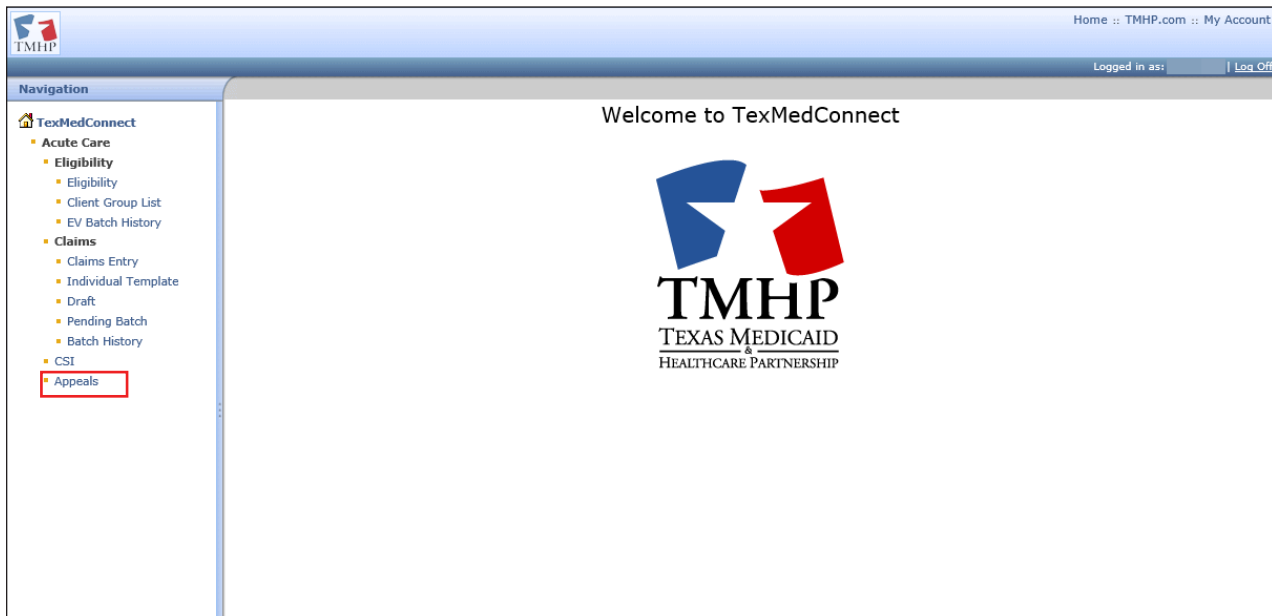 TMHP
Home :: TMHP.com :: My Account
Logged in as: | Log Off
Navigation
TexMedConnect
Acute Care
Eligibility
Eligibility
Client Group List
EV Batch History
Claims
Claims Entry
Individual Template
Draft
Pending Batch
Batch History
CSI
Appeals
Welcome to TexMedConnect
TMHP
TEXAS MEDICAID
&
HEALTHCARE PARTNERSHIP